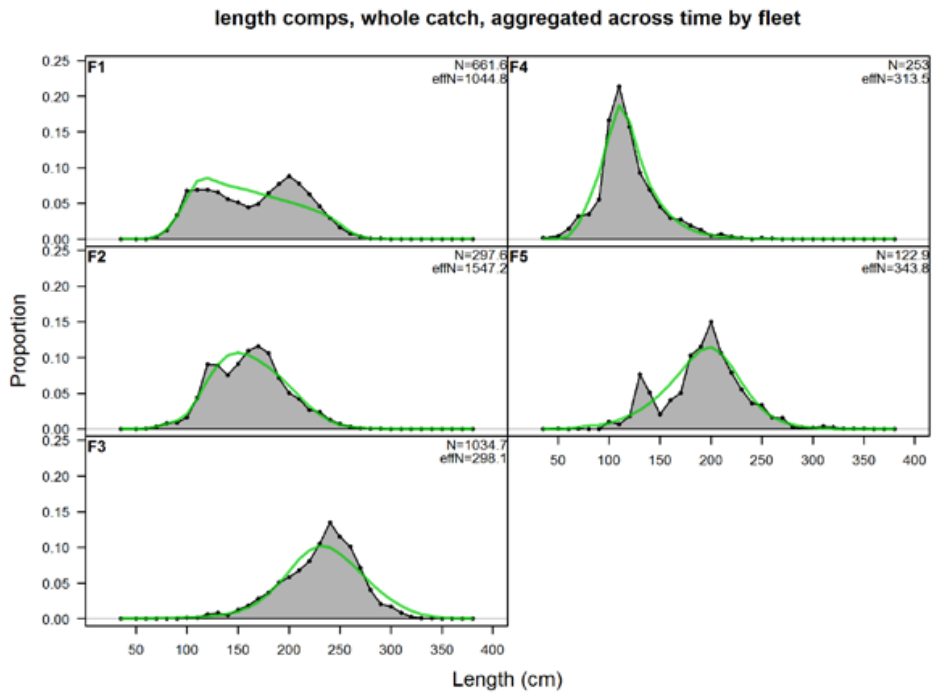 length comps, whole catch, aggregated across time by fleet
F1
N=661.6
effN=1044.8
0.25
0.20
0.15
0.10
0.05
0.00
F4
N=253
effN=313.5
F2
N=297.6
effN=1547.2
0.25
0.20
0.15
0.10
0.05
0.00
F5
N=122.9
effN=343.8
50 100 150 200 250 300 350 400
F3
N=1034.7
effN=298.1
0.25
0.20
0.15
0.10
0.05
0.00
50 100 150 200 250 300 350 400
Proportion
Length (cm)